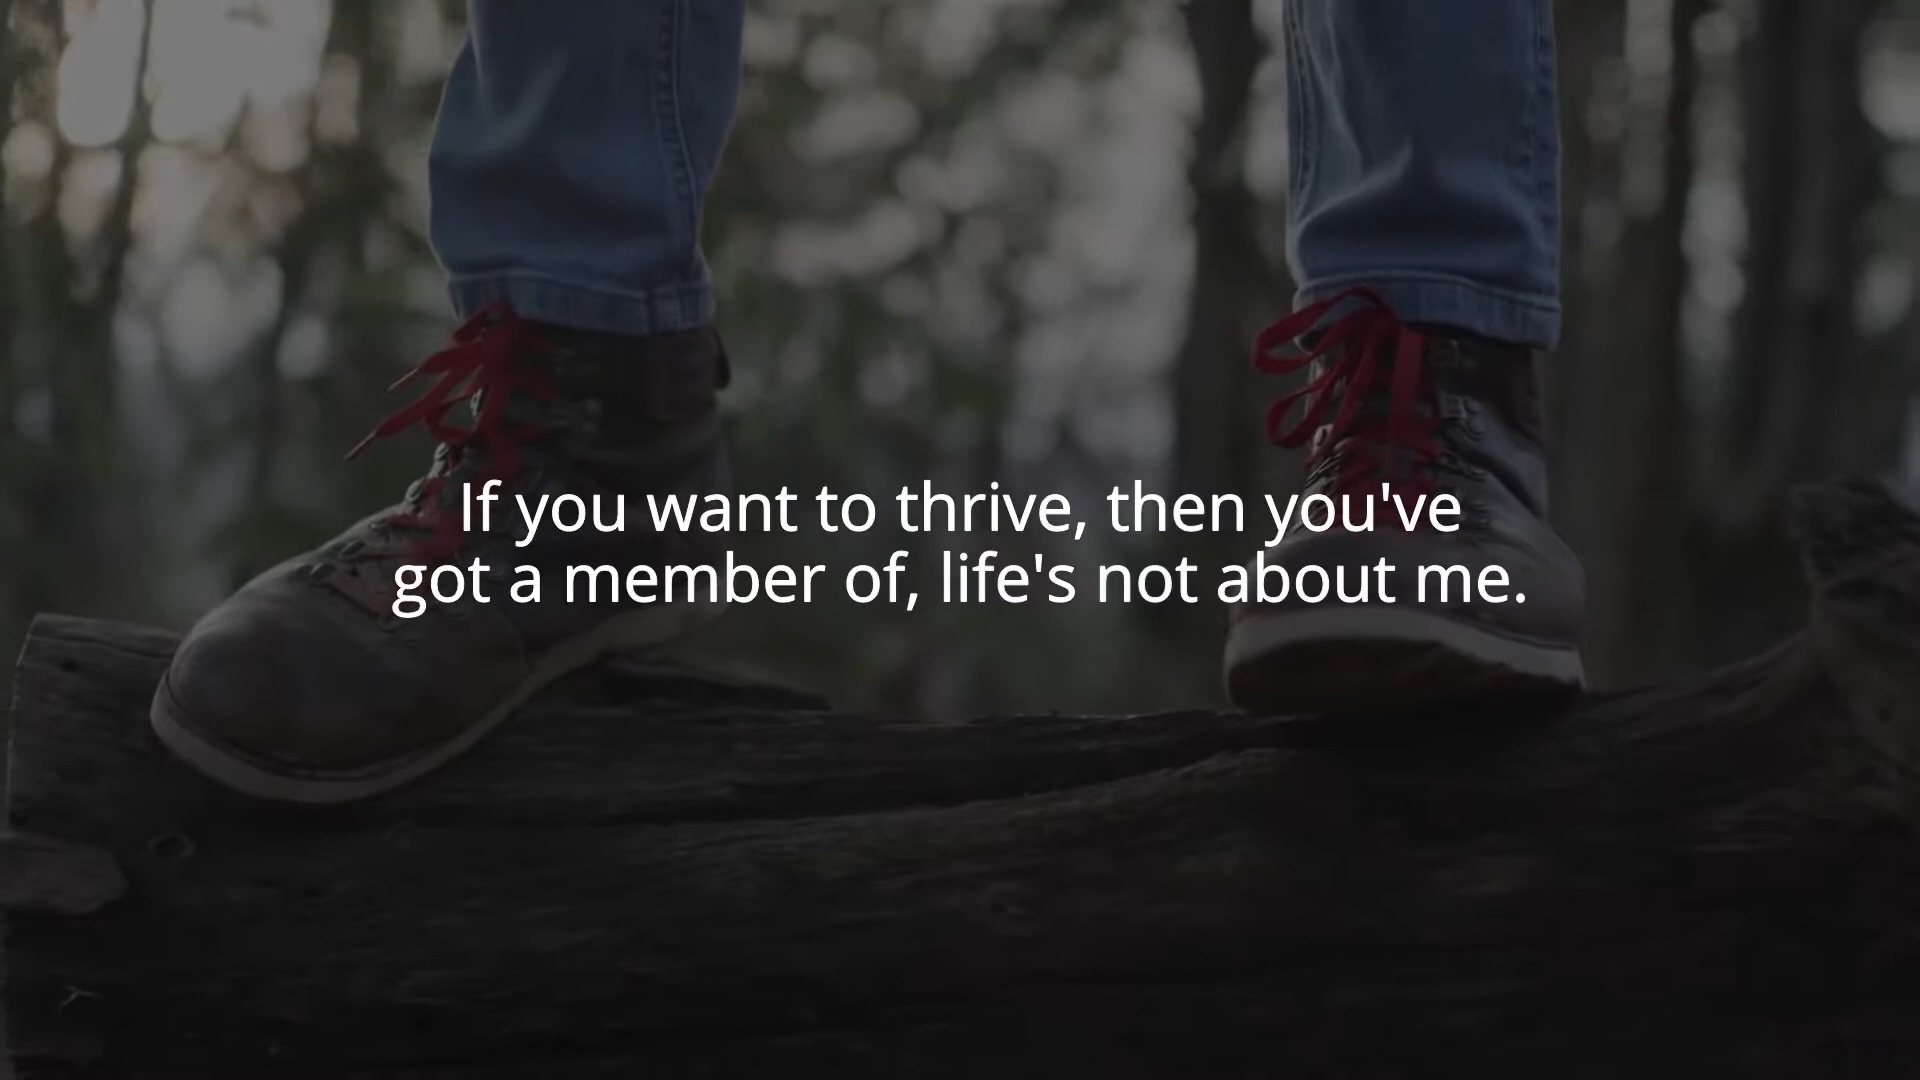 If you want to thrive, then you've
got a member of, life's not about me.